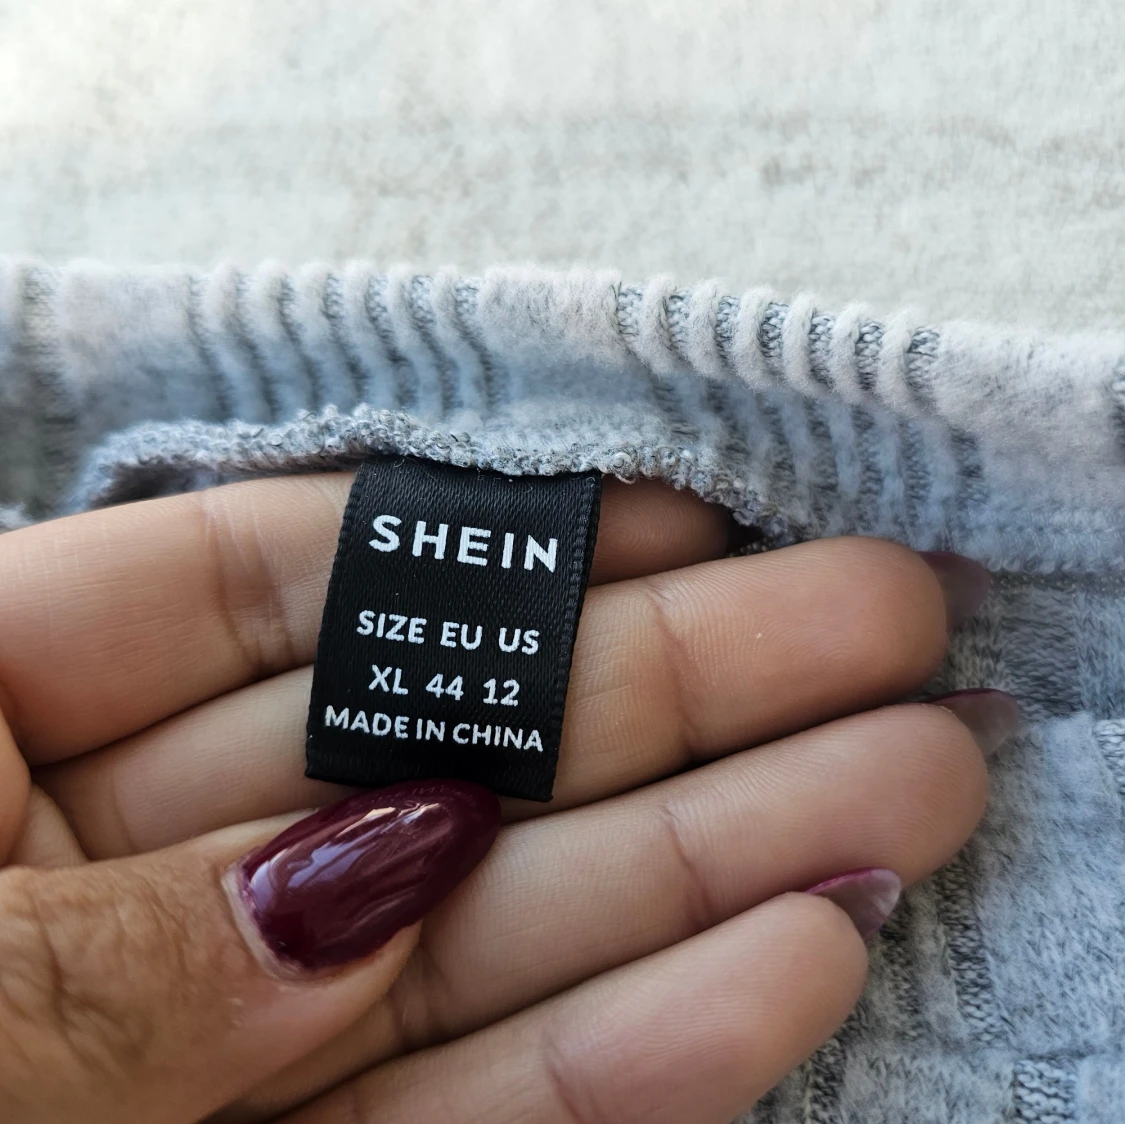 SHEIN
SIZE EU US
XL 44 12
MADE IN CHINA